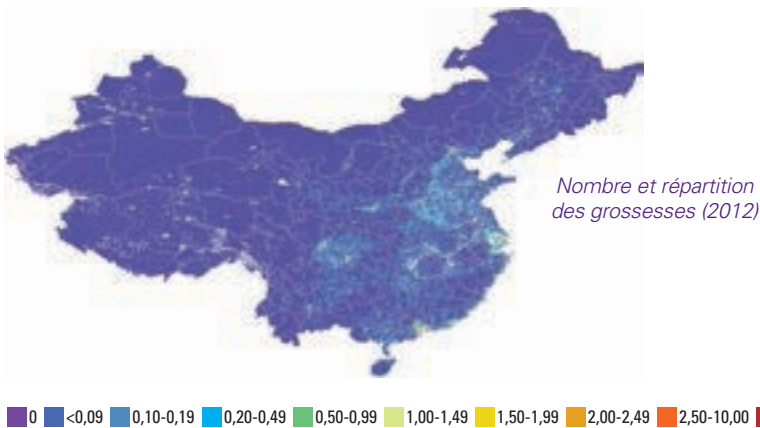 Nombre et répartition
des grossesses (2012)
0 <0,09 0,10-0,19 0,20-0,49 0,50-0,99 1,00-1,49 1,50-1,99 2,00-2,49 2,50-10,00